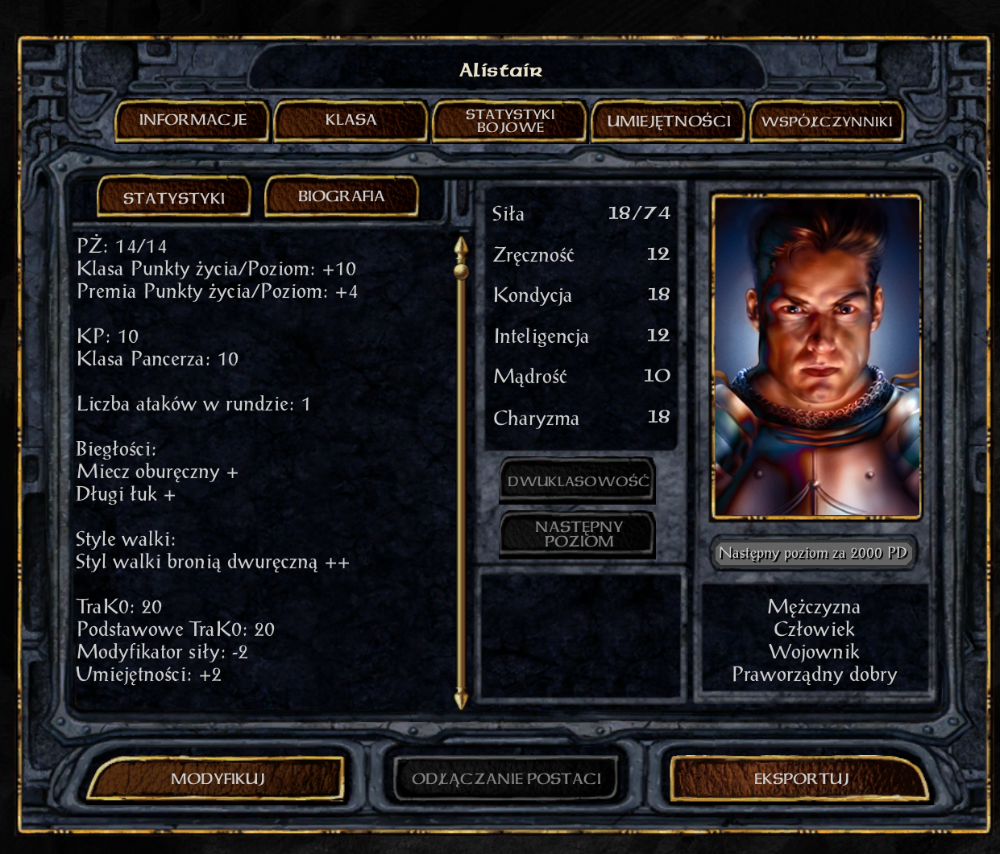 Alistair
INFORMACJE
KLASA
STATYSTYKI
BOJOWE
UMIEJĘTNOŚCI
WSPÓŁCZYNNIKI
STATYSTYKI
BIOGRAFIA
PŻ: 14/14
Klasa Punkty życia/Poziom: +10
Premia Punkty życia/Poziom: +4
KP: 10
Klasa Pancerza: 10
Liczba ataków w rundzie: 1
Biegłości:
Miecz oburęczny +
Długi łuk +
Style walki:
Styl walki bronią dwuręczną ++
TraK0: 20
Podstawowe TraK0: 20
Modyfikator siły: -2
Umiejętności: +2
Siła 18/74
Zręczność 12
Kondycja 18
Inteligencja 12
Mądrość 10
Charyzma 18
DWUKLASOWOŚĆ
NASTĘPNY
POZIOM
Następny poziom za 2000 PD
Mężczyzna
Człowiek
Wojownik
Praworządny dobry
MODYFIKUJ
ODŁĄCZANIE POSTACI
EKSPORTUJ